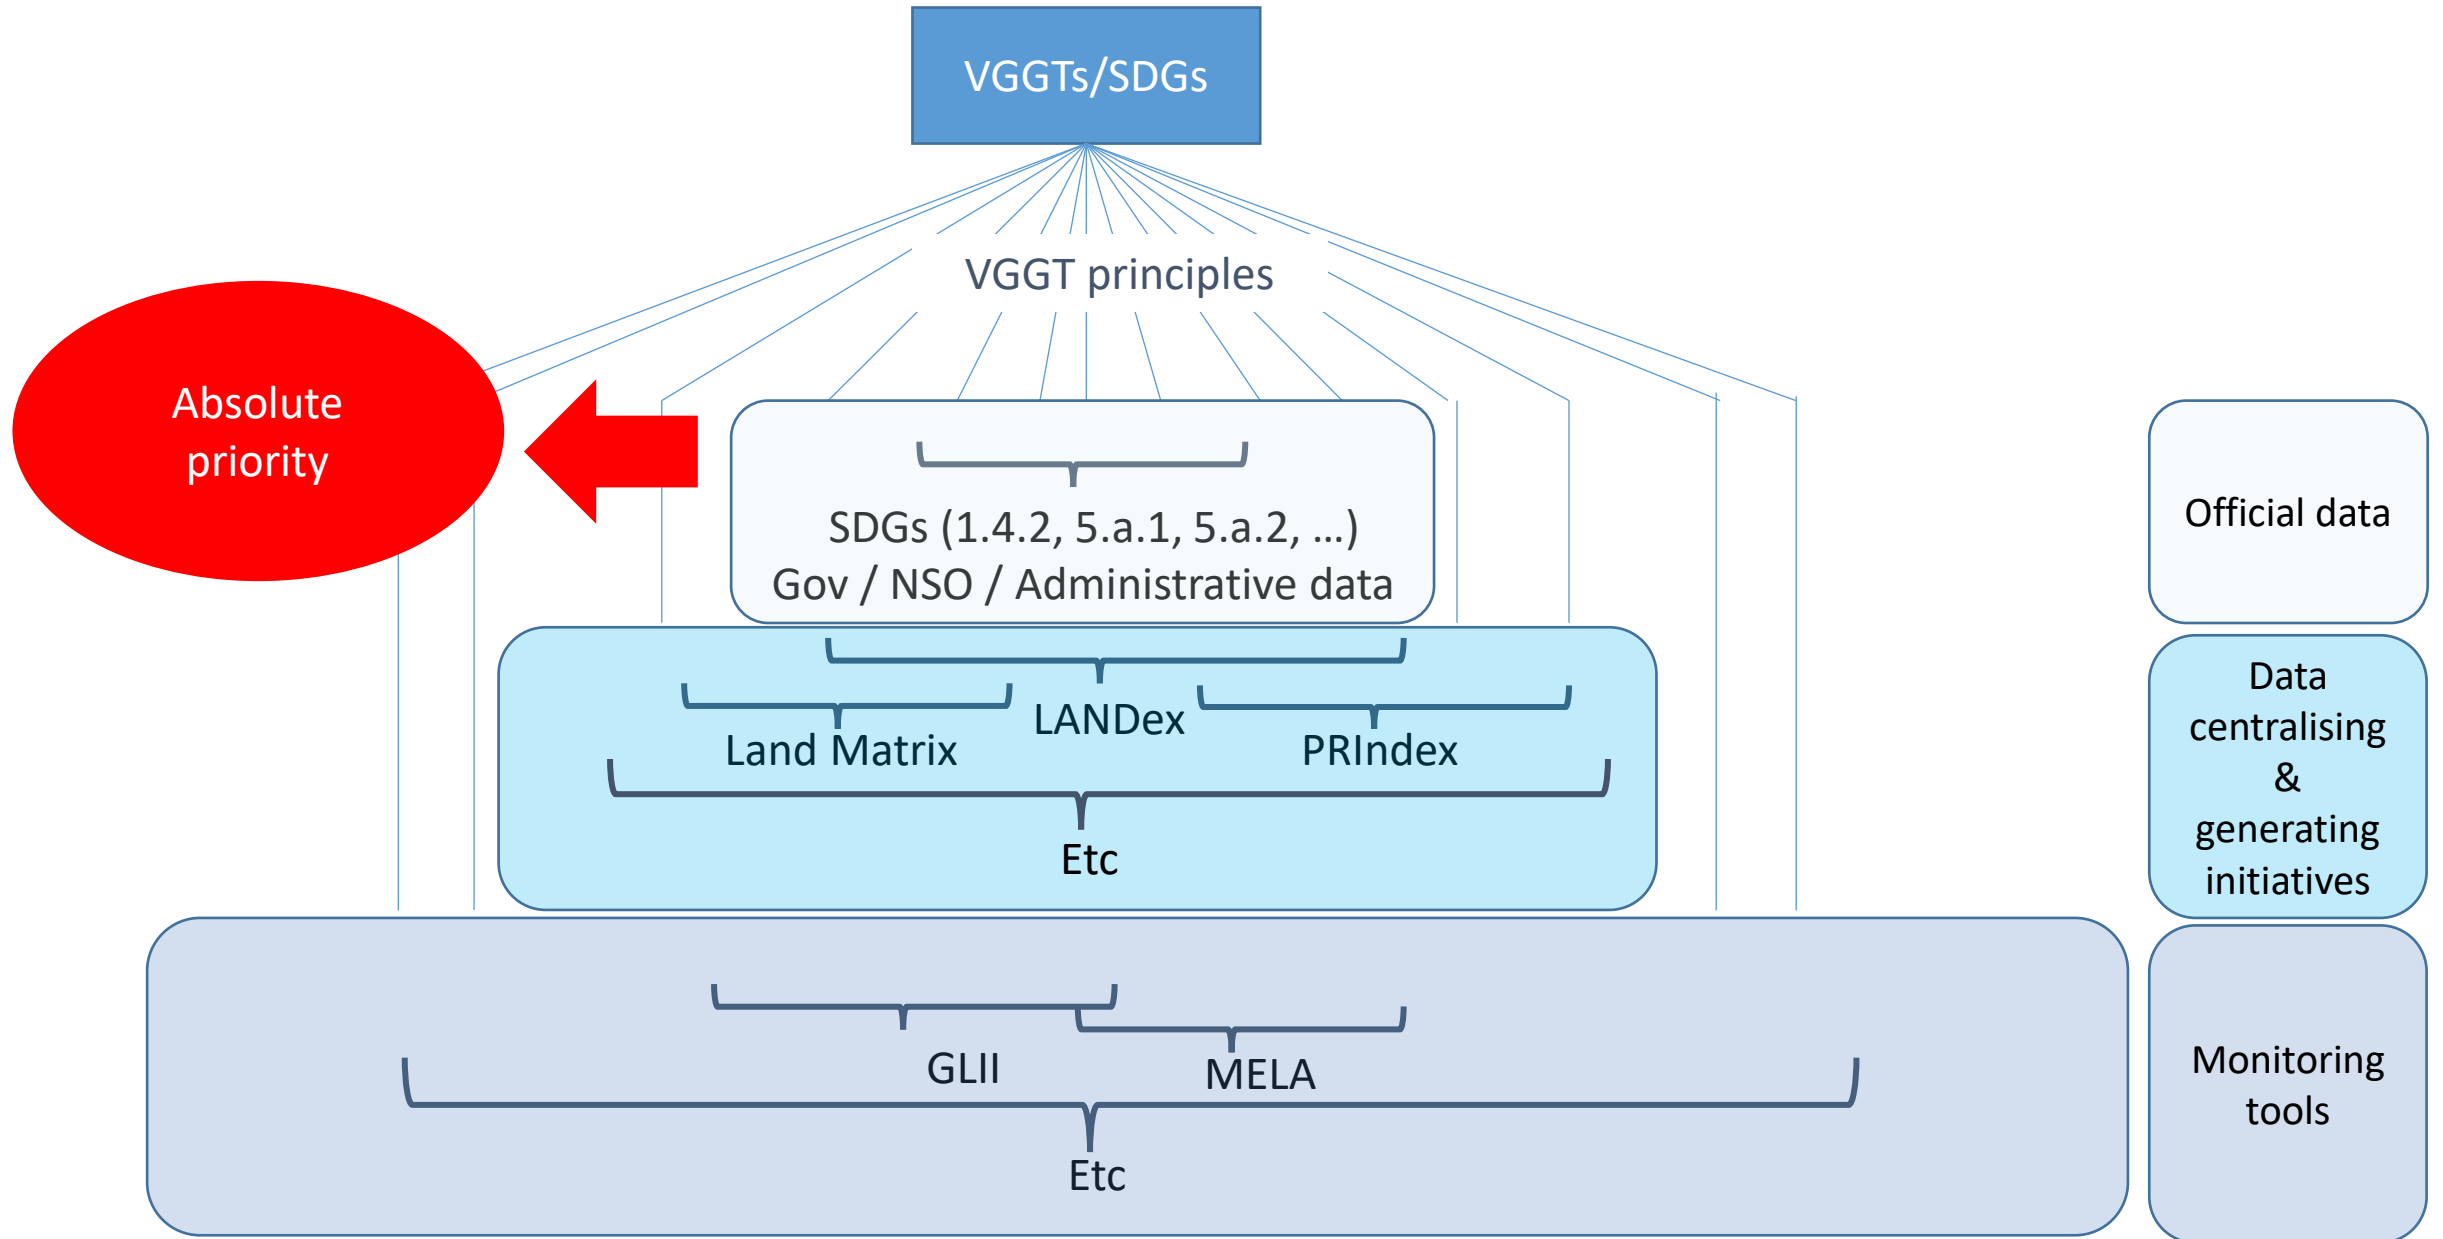 VGGTs/SDGs
VGGT principles
Absolute
priority
SDGs (1.4.2, 5.a.1, 5.a.2, ...)
Gov / NSO / Administrative data
Official data
LANDex
Land Matrix
PRIndex
Etc
Data
centralising
&
generating
initiatives
GLII
MELA
Etc
Monitoring
tools